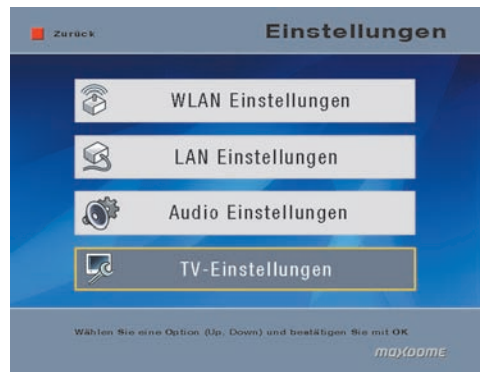 Zurück
Einstellungen
WLAN Einstellungen
LAN Einstellungen
Audio Einstellungen
TV-Einstellungen
Wählen Sie eine Option (Up, Down) und bestätigen Sie mit OK
maxdome